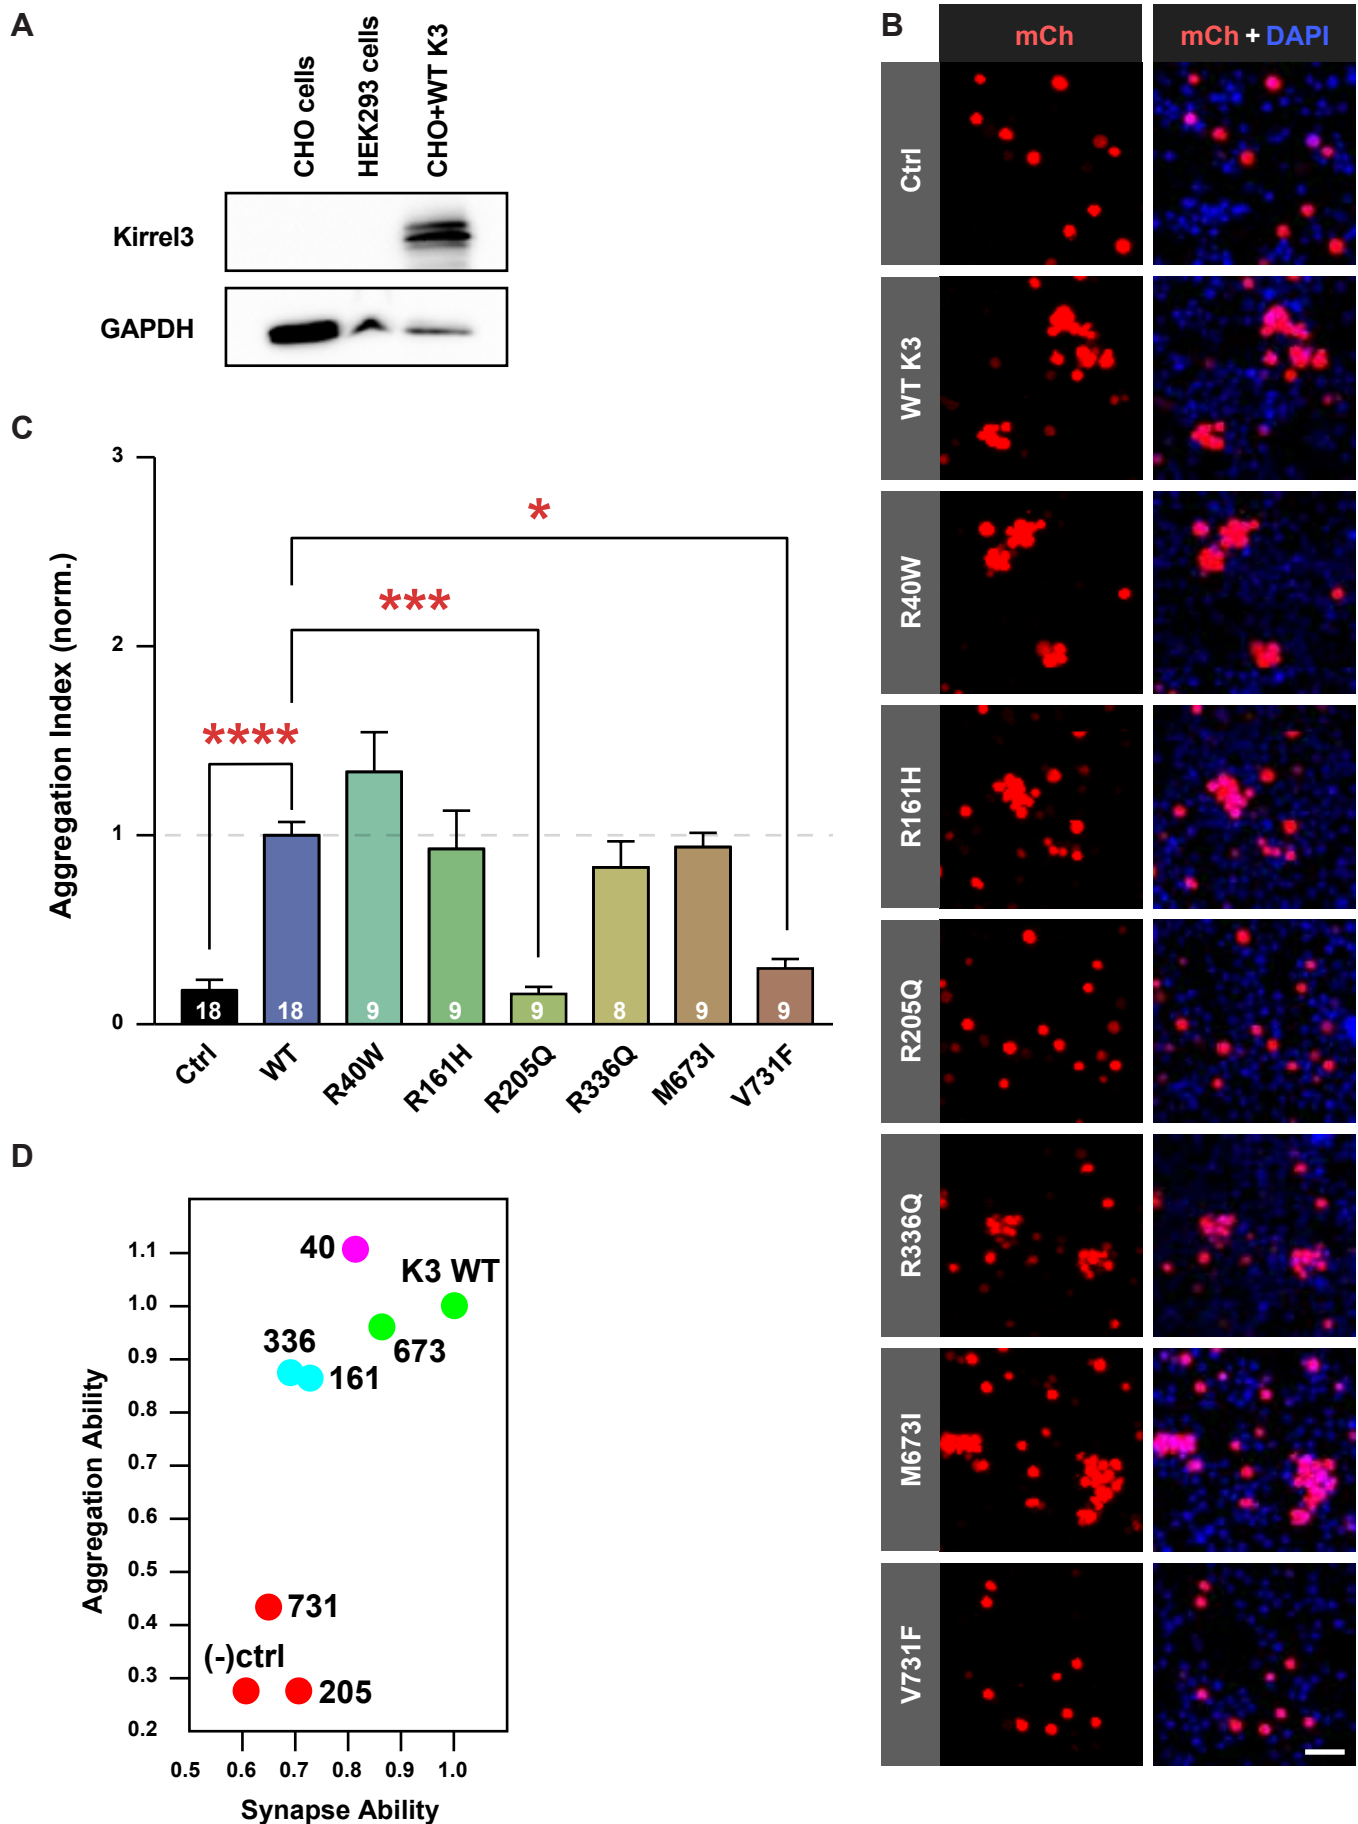 A
CHO cells
HEK293 cells
CHO+WT K3
Kirrel3
GAPDH
B
mCh
mCh + DAPI
Ctrl
WT K3
R40W
R161H
R205Q
R336Q
M673I
V731F
C
Aggregation Index (norm.)
3
2
1
0
****
***
*
18
18
9
9
9
8
9
9
Ctrl
WT
R40W
R161H
R205Q
R336Q
M673I
V731F
D
Aggregation Ability
1.1
1.0
0.9
0.8
0.7
0.6
0.5
0.4
0.3
0.2
40
K3 WT
336
673
161
731
(-)ctrl
205
0.5
0.6
0.7
0.8
0.9
1.0
Synapse Ability